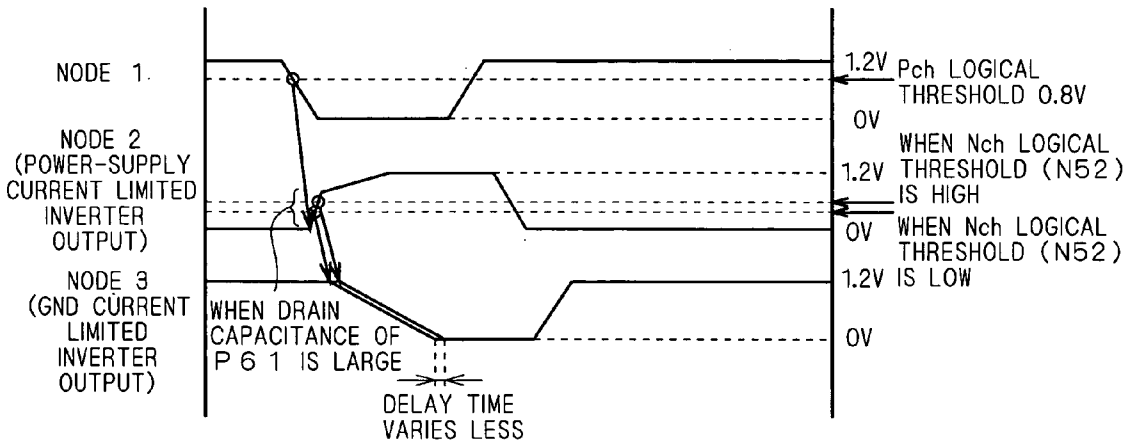 NODE 1
1.2V
Pch LOGICAL
THRESHOLD 0.8V
0V
NODE 2
(POWER-SUPPLY
CURRENT LIMITED
INVERTER
OUTPUT)
WHEN Nch LOGICAL
1.2V THRESHOLD (N52)
IS HIGH
0V
WHEN Nch LOGICAL
THRESHOLD (N52)
1.2V IS LOW
NODE 3
(GND CURRENT
LIMITED
INVERTER
OUTPUT)
WHEN DRAIN
CAPACITANCE OF
P61 IS LARGE
0V
DELAY TIME
VARIES LESS